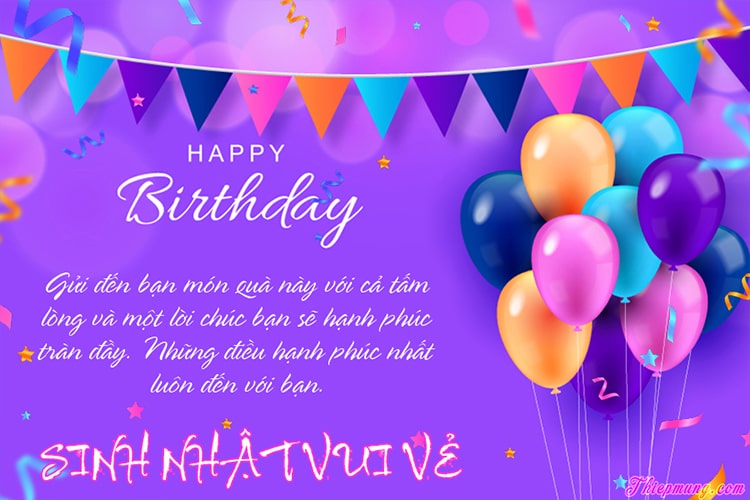 HAPPY
Birthday
Gửi đến bạn món quà này với cả tấm
lòng và một lời chúc bạn sẽ hạnh phúc
tràn đầy. Những điều hạnh phúc nhất
luôn đến với bạn.
SINH NHẬT VUI VẺ
Thiepmung.com